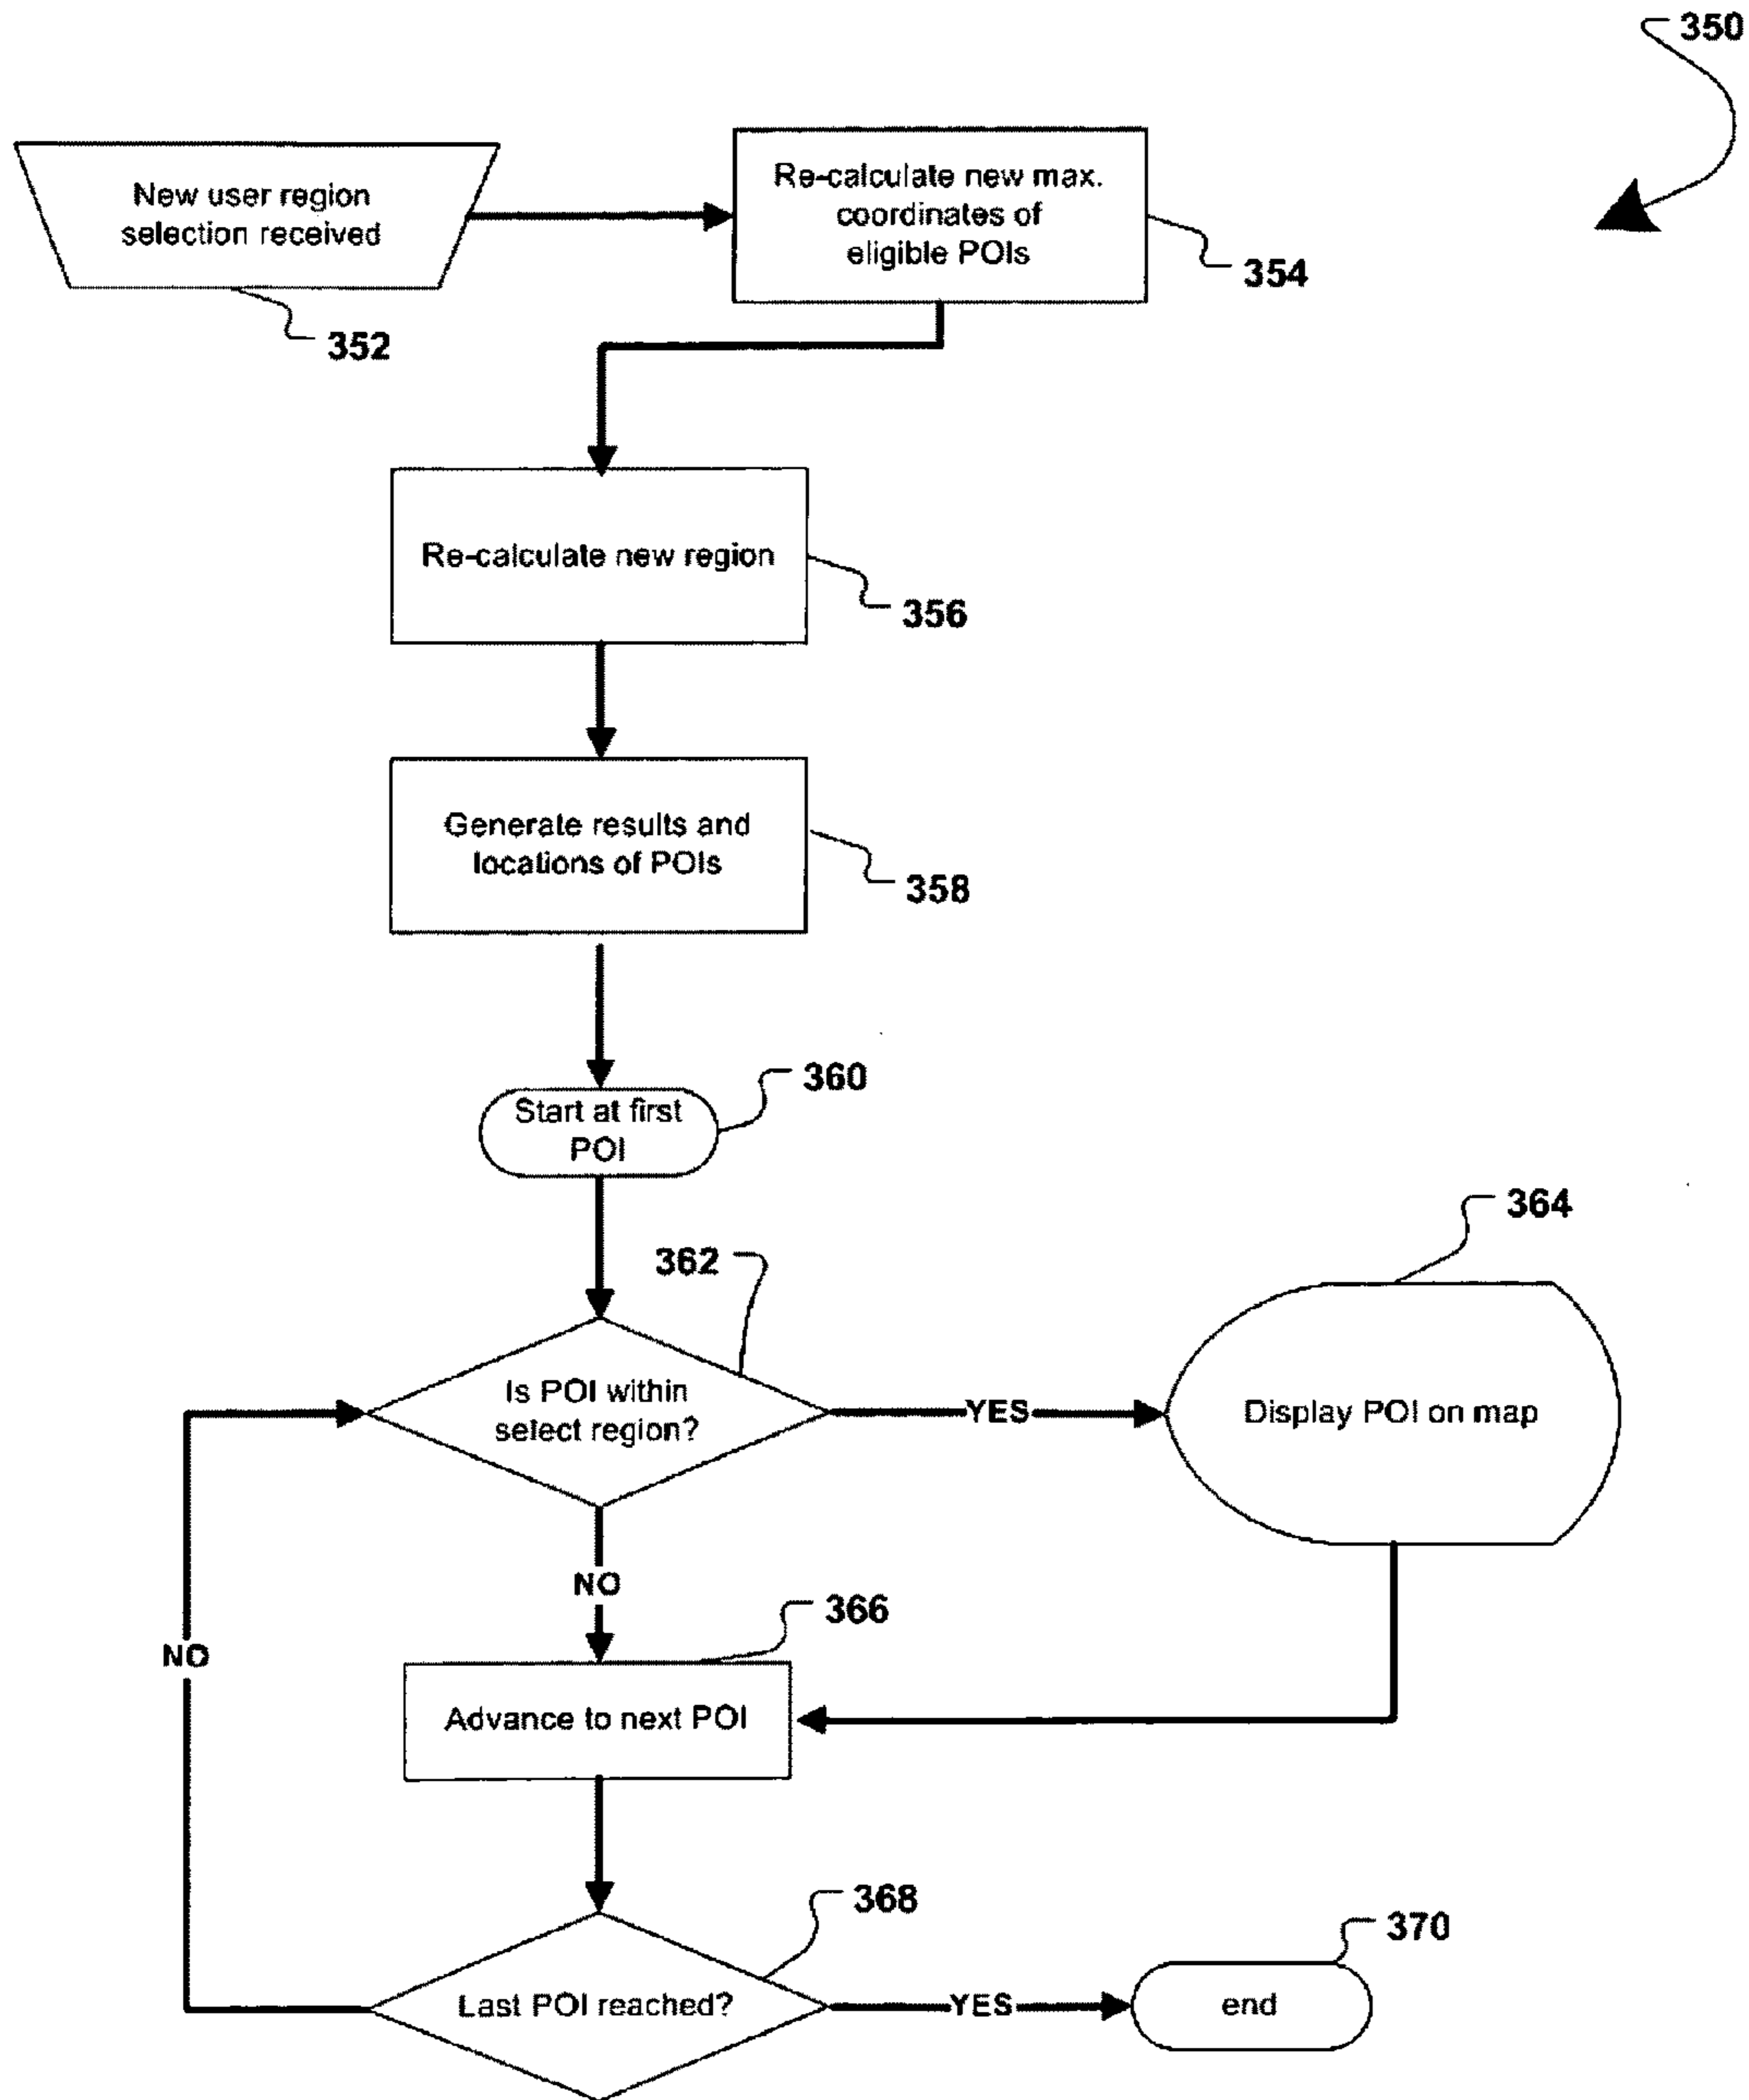 350
New user region
selection received
352
Re-calculate new max.
coordinates of
eligible POIs
354
Re-calculate new region
356
Generate results and
locations of POIs
358
Start at first
POI
360
362
Is POI within
select region?
YES
364
Display POI on map
NO
366
Advance to next POI
NO
368
Last POI reached?
YES
370
end